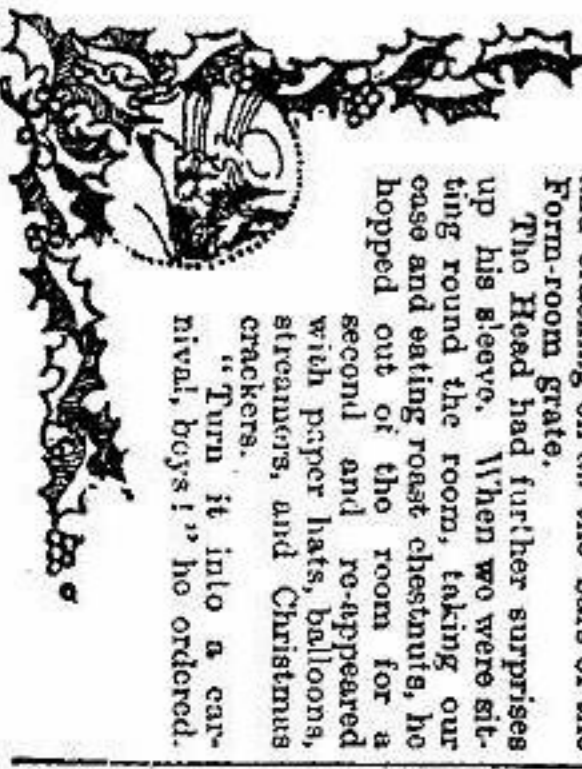 Form-room grate.
The Head had further surprises
up his sleeve. When we were sit-
ting round the room, taking our
ease and eating roast chestnuts, he
hopped out of the room for a
second and re-appeared
with paper hats, balloons,
streamers, and Christmas
crackers.
"Turn it into a car-
nival, boys!" he ordered.